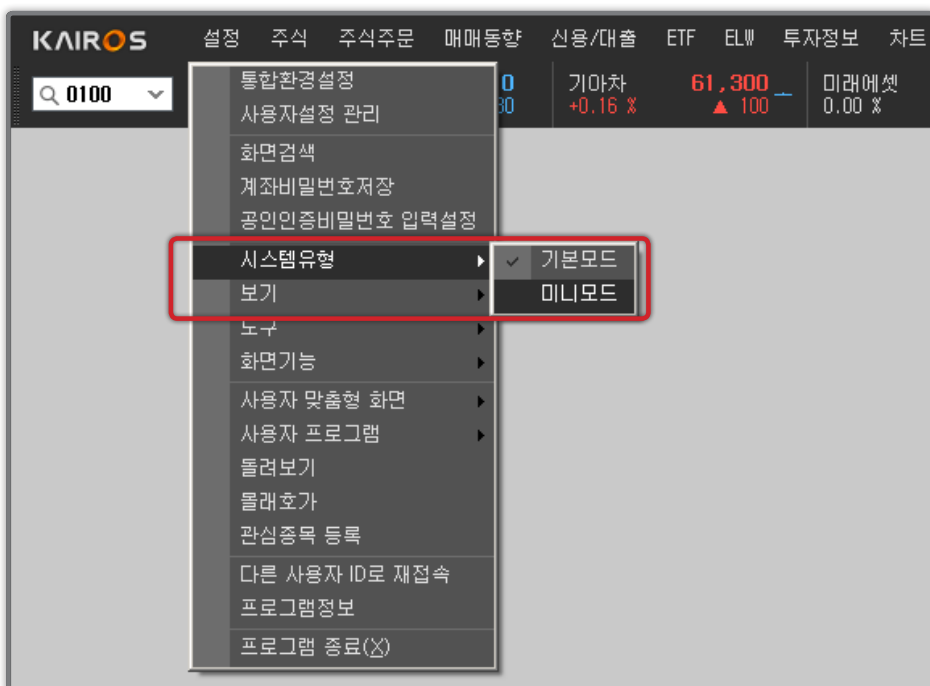 KAIROS 설정 주식 주식주문 매매동향 신용/대출 ETF ELW 투자정보 차트
0100 0 기아차 61,300 미래에셋
30 +0.16 % ▲ 100 0.00 %
통합환경설정
사용자설정 관리
화면검색
계좌비밀번호저장
공인인증비밀번호 입력설정
시스템유형 기본모드
보기 미니모드
도구
화면기능
사용자 맞춤형 화면
사용자 프로그램
돌려보기
몰래호가
관심종목 등록
다른 사용자 ID로 재접속
프로그램정보
프로그램 종료(X)